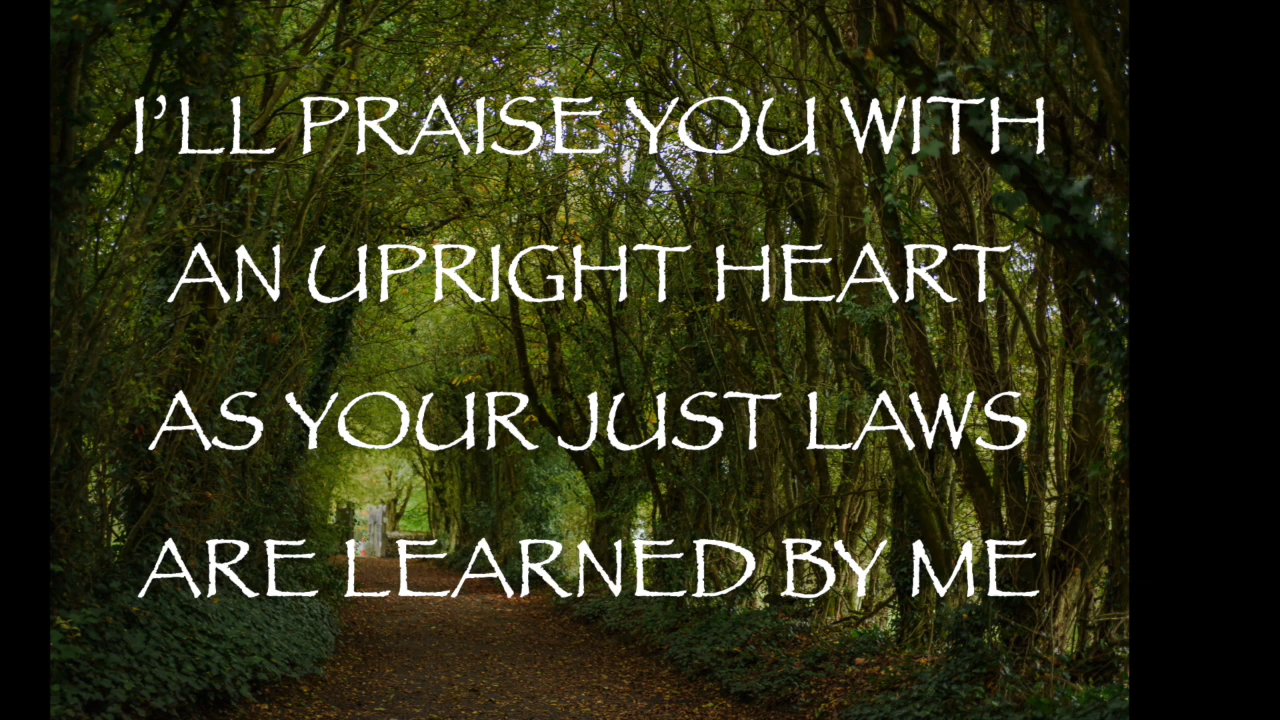 I’LL PRAISE YOU WITH
AN UPRIGHT HEART
AS YOUR JUST LAWS
ARE LEARNED BY ME